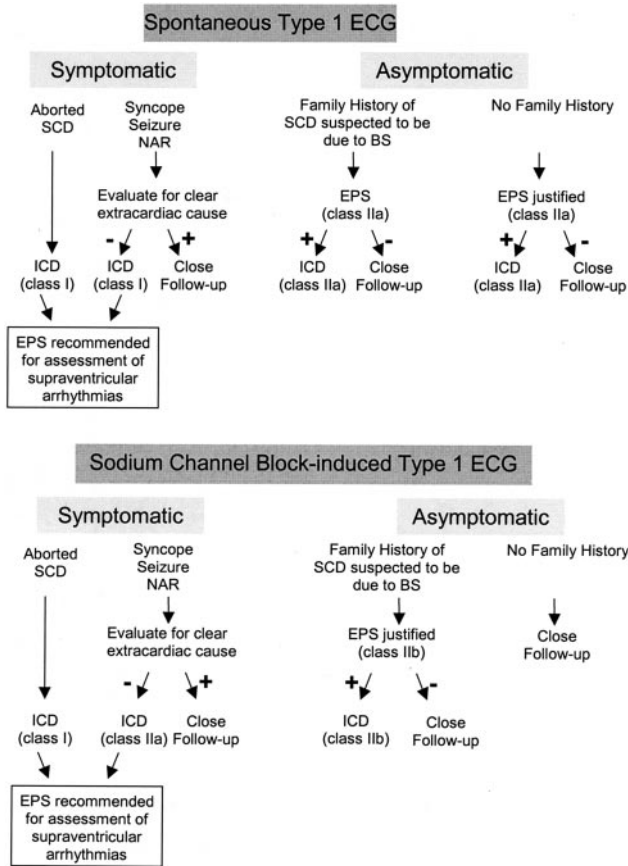 Spontaneous Type 1 ECG
Symptomatic
Asymptomatic
Aborted
SCD
Syncope
Seizure
NAR
Family History of
SCD suspected to be
due to BS
No Family History
Evaluate for clear
extracardiac cause
EPS
(class IIa)
EPS justified
(class IIa)
-
+
+
-
+
-
ICD
(class I)
ICD
(class I)
Close
Follow-up
ICD
(class IIa)
Close
Follow-up
ICD
(class IIa)
Close
Follow-up
EPS recommended
for assessment of
supraventricular
arrhythmias
Sodium Channel Block-induced Type 1 ECG
Symptomatic
Asymptomatic
Aborted
SCD
Syncope
Seizure
NAR
Family History of
SCD suspected to be
due to BS
No Family History
Evaluate for clear
extracardiac cause
EPS justified
(class IIb)
Close
Follow-up
-
+
+
-
ICD
(class I)
ICD
(class IIa)
Close
Follow-up
ICD
(class IIb)
Close
Follow-up
EPS recommended
for assessment of
supraventricular
arrhythmias